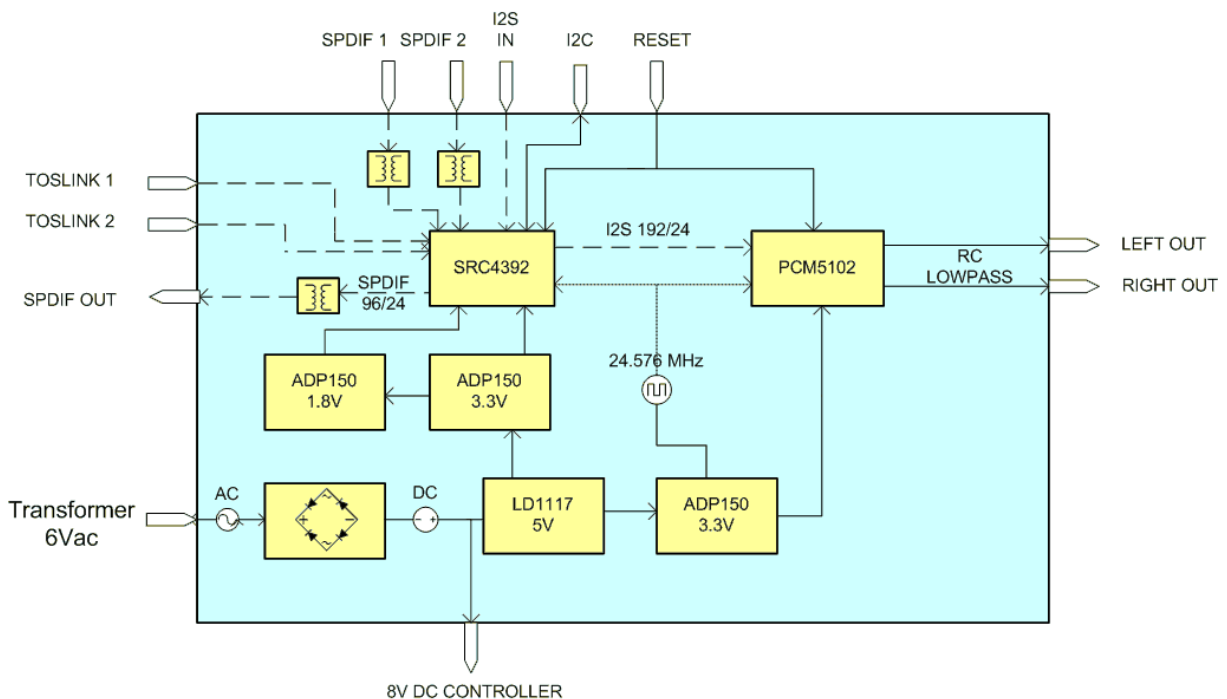 I2S
SPDIF 1 SPDIF 2 IN I2C RESET
TOSLINK 1
TOSLINK 2
I2S 192/24
SRC4392
PCM5102
LEFT OUT
RC
LOWPASS
RIGHT OUT
SPDIF OUT
SPDIF
96/24
24.576 MHz
ADP150
1.8V
ADP150
3.3V
Transformer
6Vac
AC
DC
LD1117
5V
ADP150
3.3V
8V DC CONTROLLER